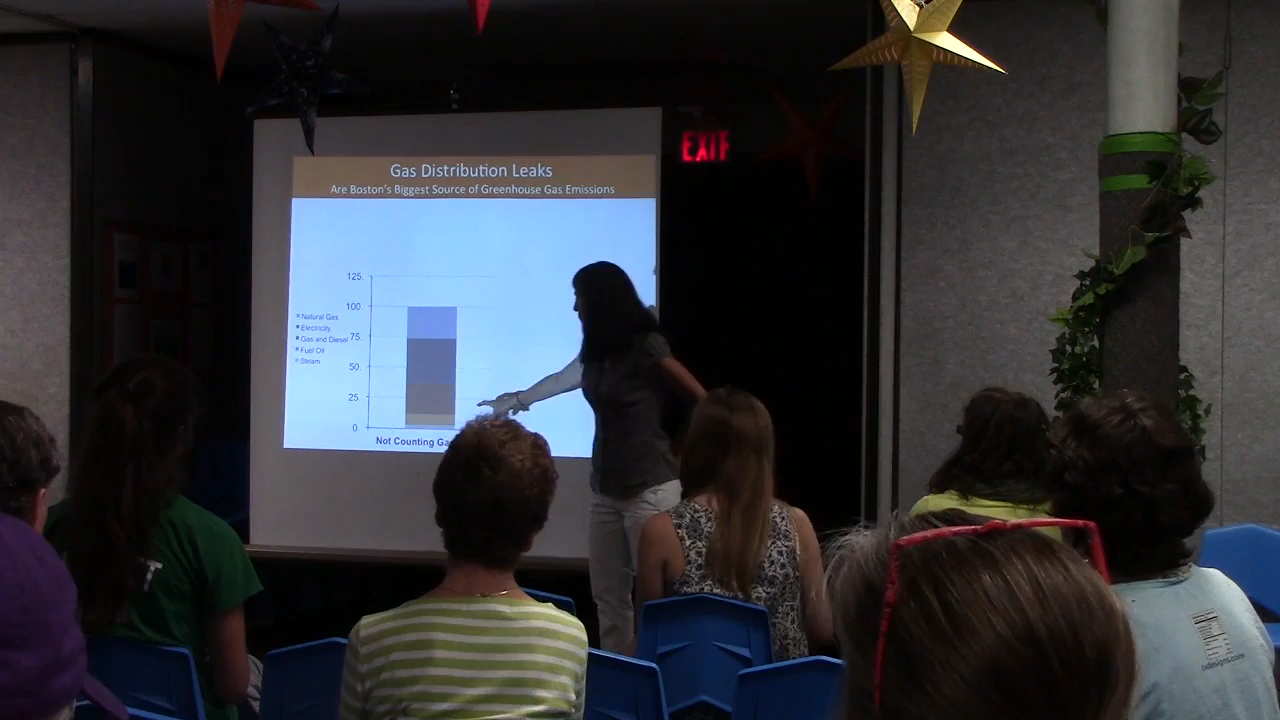 EXIT
Gas Distribution Leaks
Are Boston's Biggest Source of Greenhouse Gas Emissions
125.
100.
75.
50.
25.
0.
Natural Gas
Electricity
Gas and Diesel
Fuel Oil
Steam
Not Counting
T